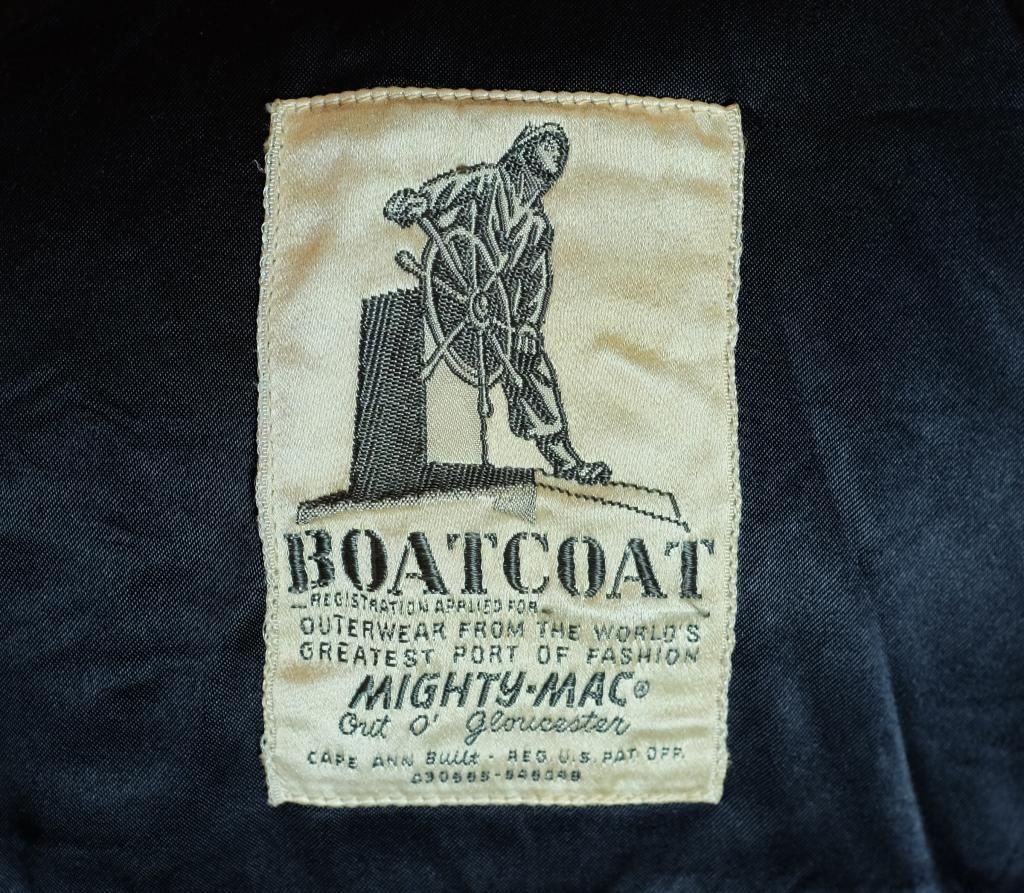 BOATCOAT
REGISTRATION APPLIED FOR
OUTERWEAR FROM THE WORLD'S
GREATEST PORT OF FASHION
MIGHTY-MAC®
Out O' Gloucester
CAPE ANN Built - REG. U.S. PAT. OFF.